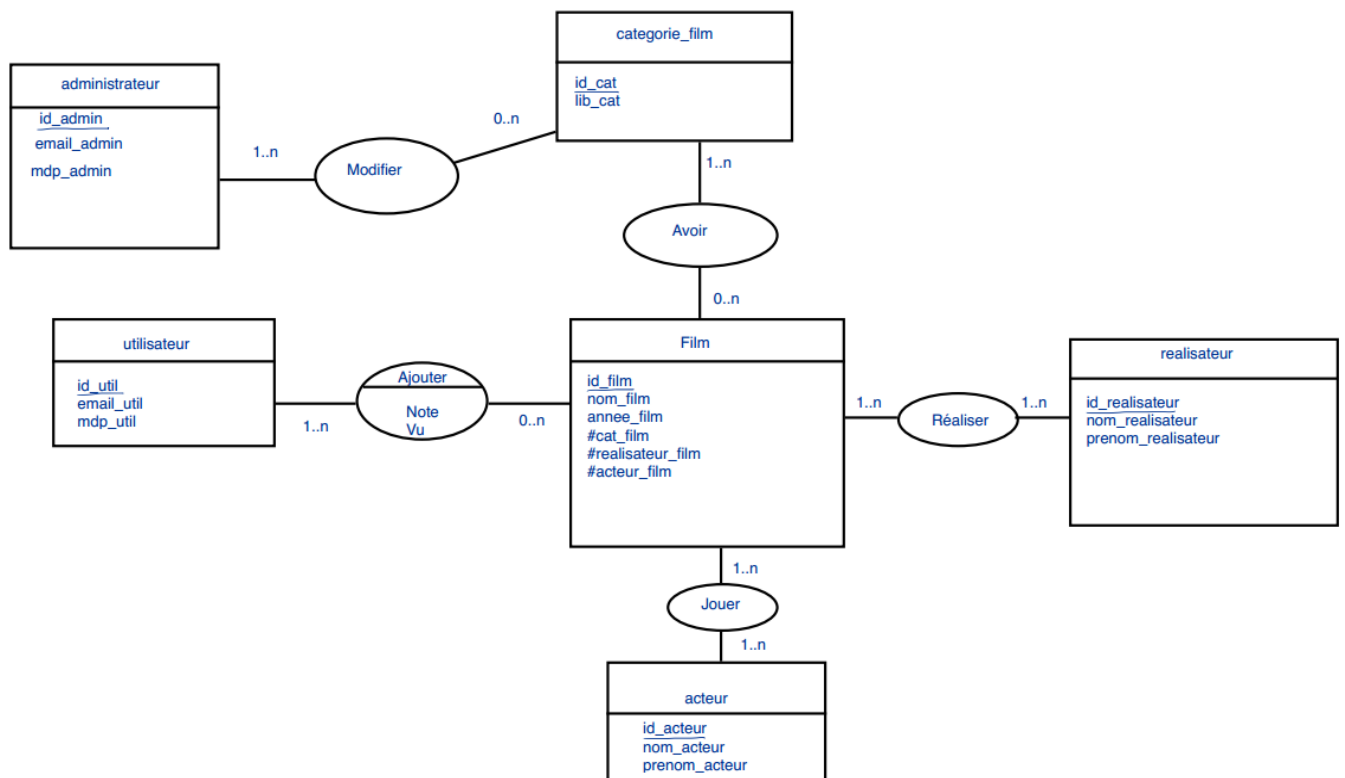 categorie_film
id_cat
lib_cat
administrateur
id_admin
email_admin
mdp_admin
1..n
Modifier
0..n
1..n
Avoir
0..n
utilisateur
id_util
email_util
mdp_util
1..n
Ajouter
Note
Vu
0..n
Film
id_film
nom_film
annee_film
#cat_film
#realisateur_film
#acteur_film
1..n
Réaliser
1..n
realisateur
id_realisateur
nom_realisateur
prenom_realisateur
1..n
Jouer
1..n
acteur
id_acteur
nom_acteur
prenom_acteur